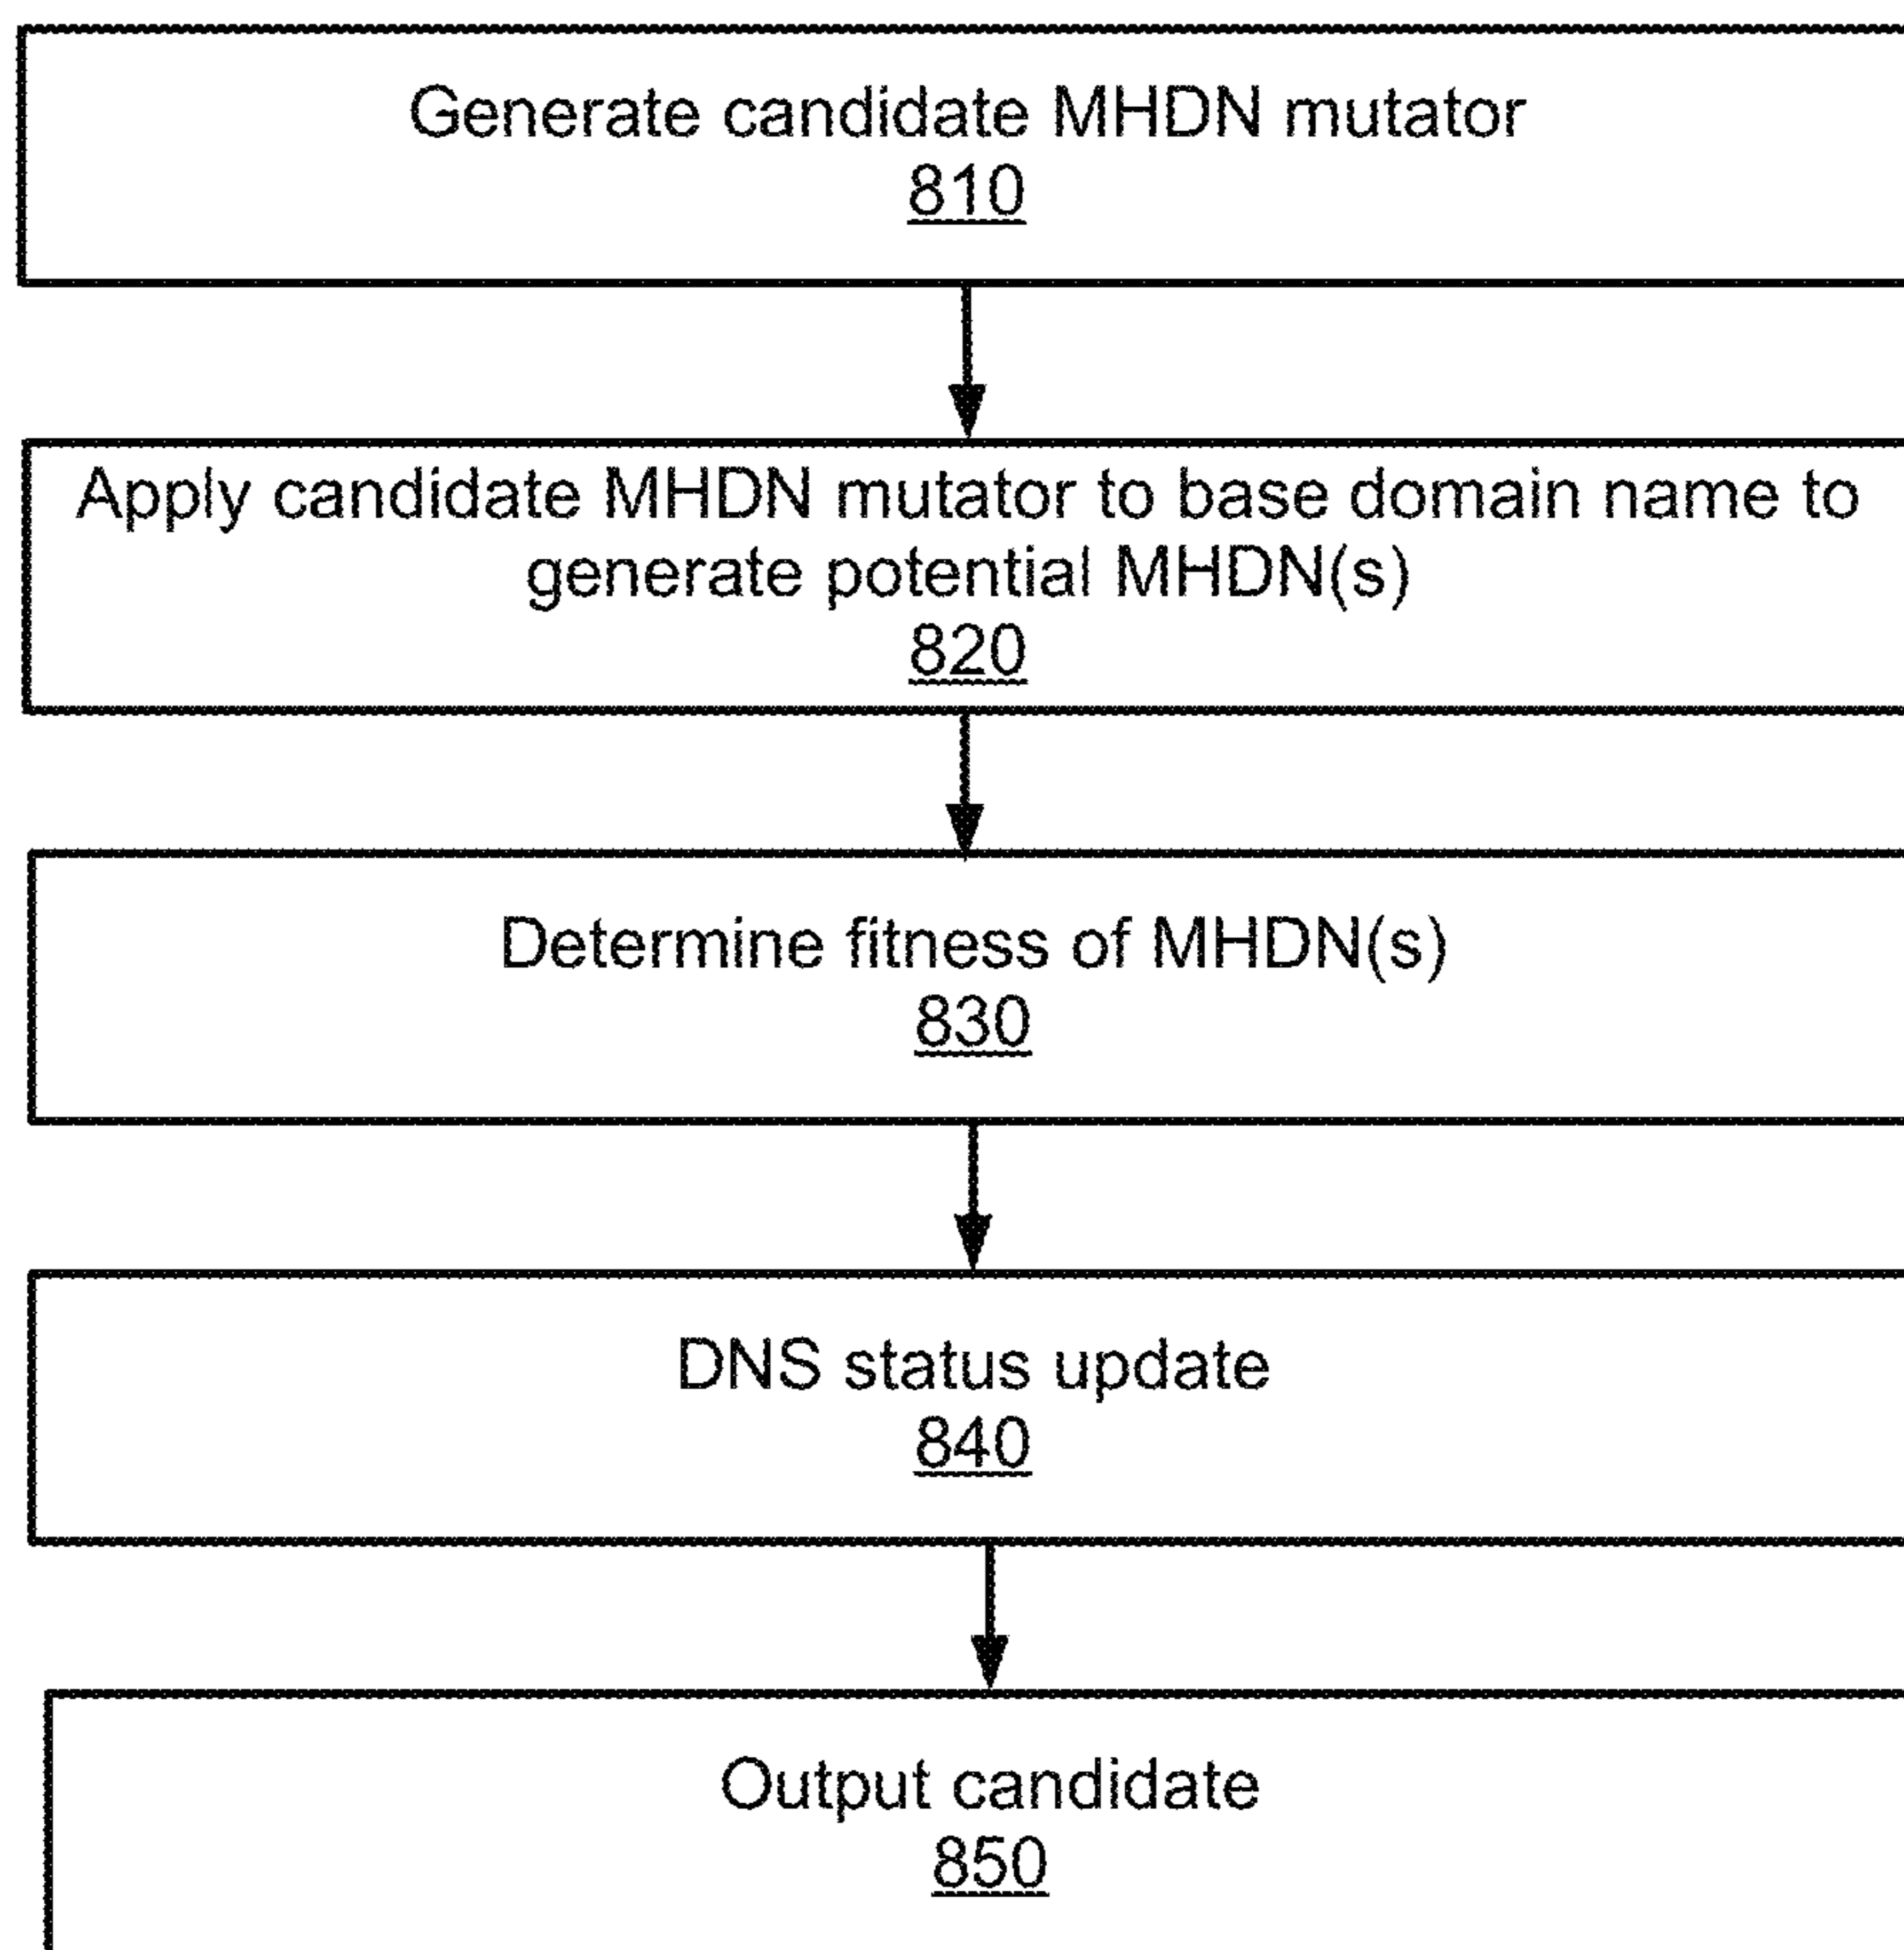 Generate candidate MHDN mutator
810
Apply candidate MHDN mutator to base domain name to
generate potential MHDN(s)
820
Determine fitness of MHDN(s)
830
DNS status update
840
Output candidate
850